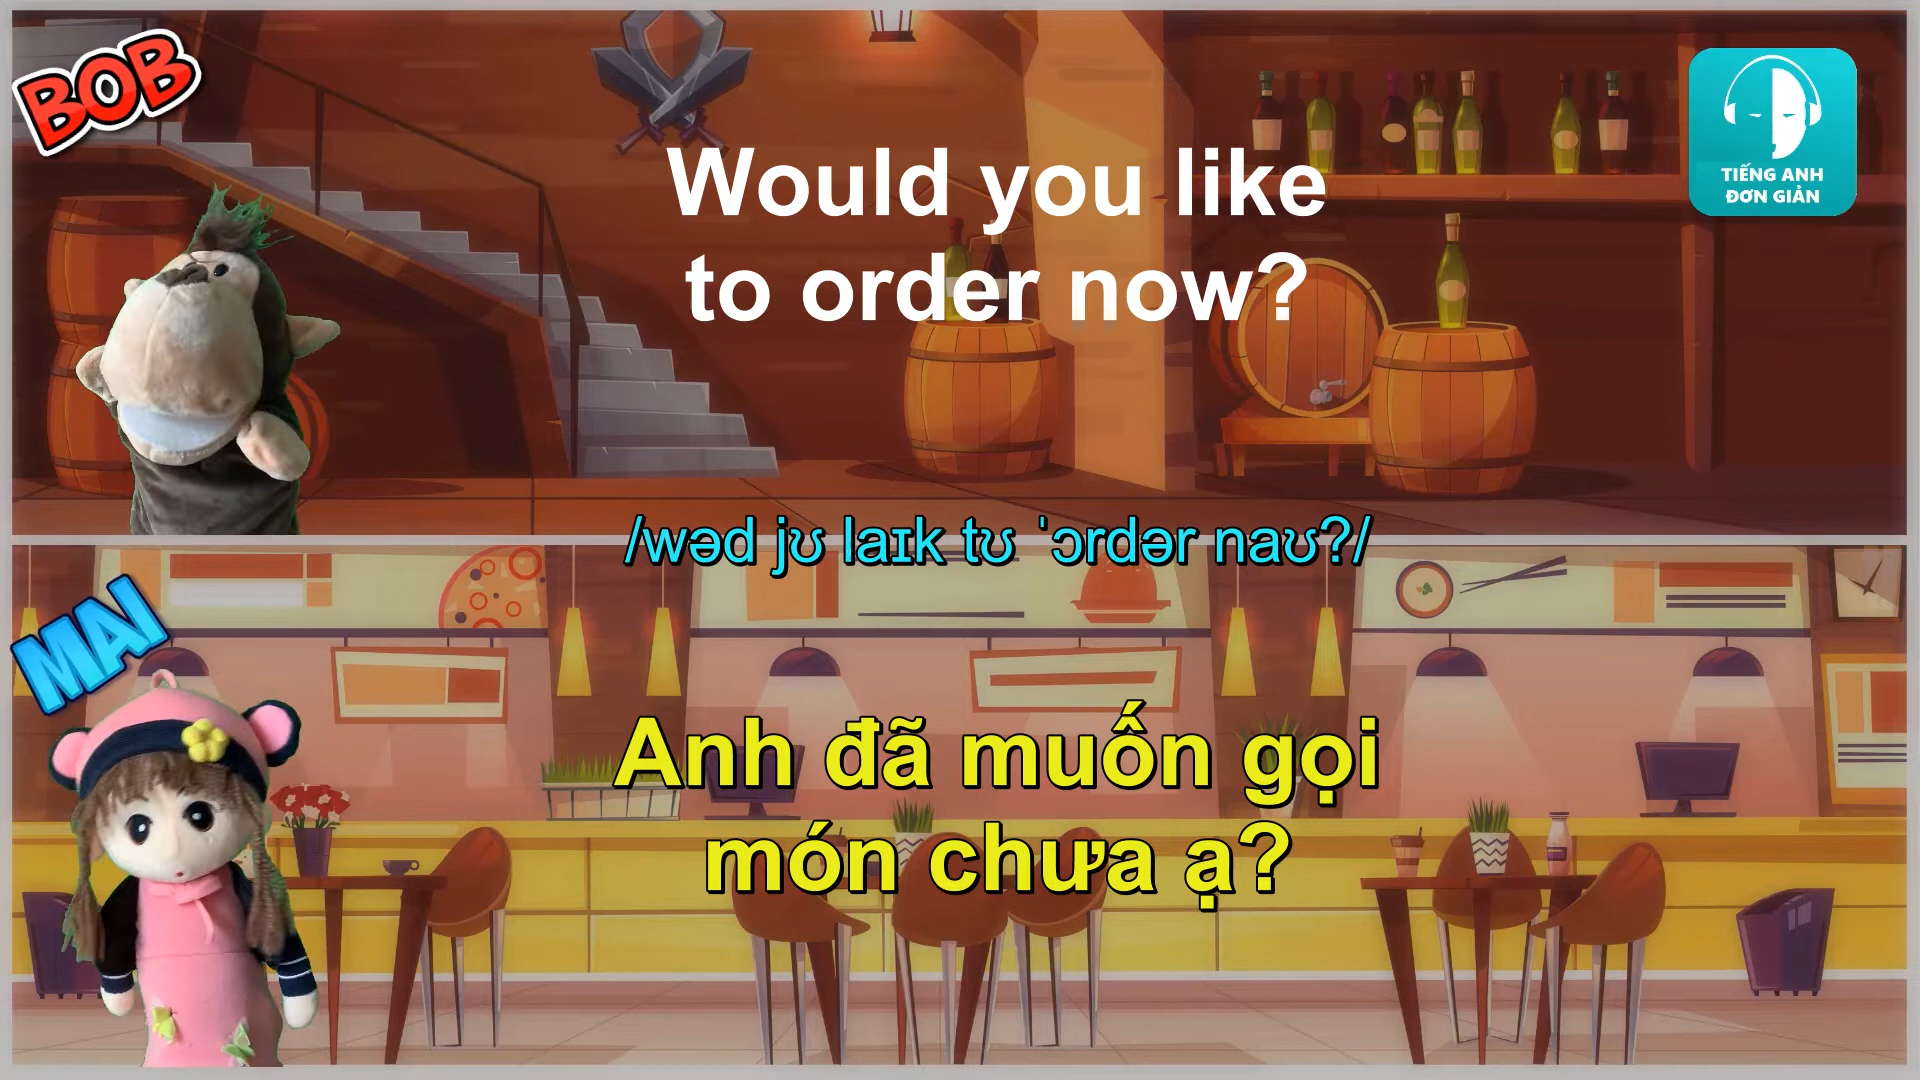 BOB
TIẾNG ANH
ĐƠN GIẢN
Would you like
to order now?
/wəd jʊ laɪk tʊ ˈɔrdər naʊ?/
MAI
Anh đã muốn gọi
món chưa ạ?